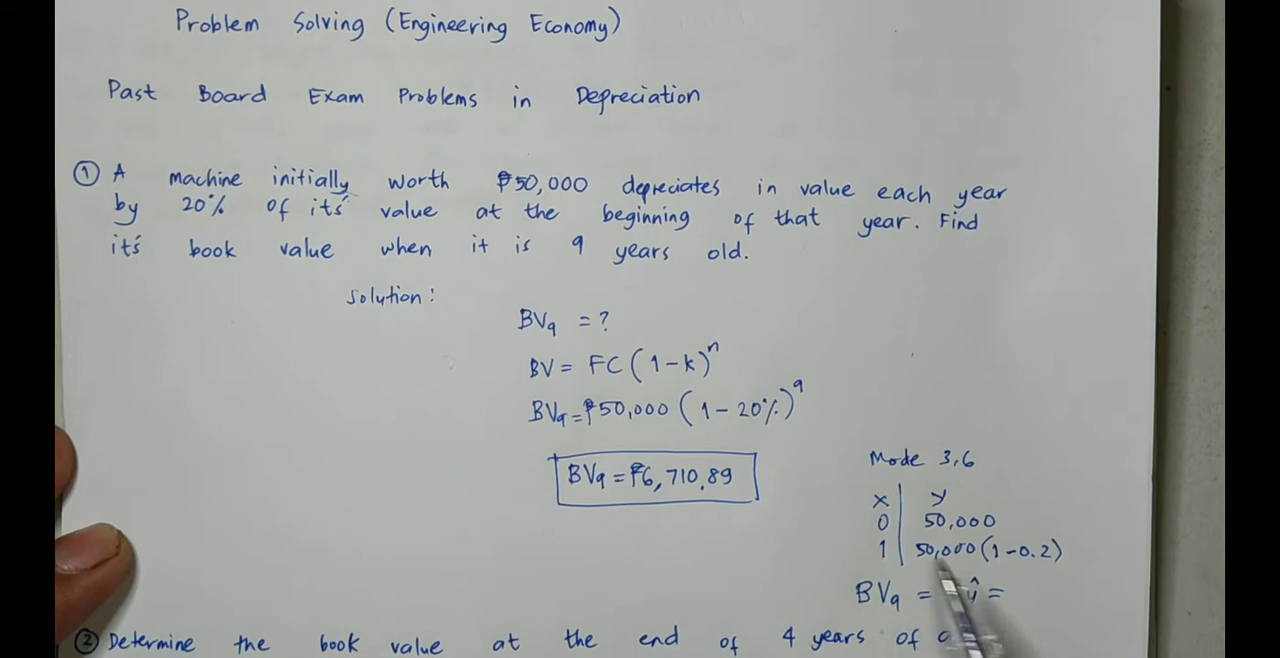 Problem Solving (Engineering Economy)
Past Board Exam Problems in Depreciation
① A machine initially worth ₱50,000 depreciates in value each year
by 20% of it's value at the beginning of that year. Find
it's book value when it is 9 years old.
Solution:
BV₉ = ?
BV = FC (1-k)ⁿ
BV₉ = ₱50,000 (1 - 20%)⁹
BV₉ = ₱6,710.89
Mode 3,6
x | y
0 | 50,000
1 | 50,000(1-0.2)
BV₉ = ŷ =
② Determine the book value at the end of 4 years of a